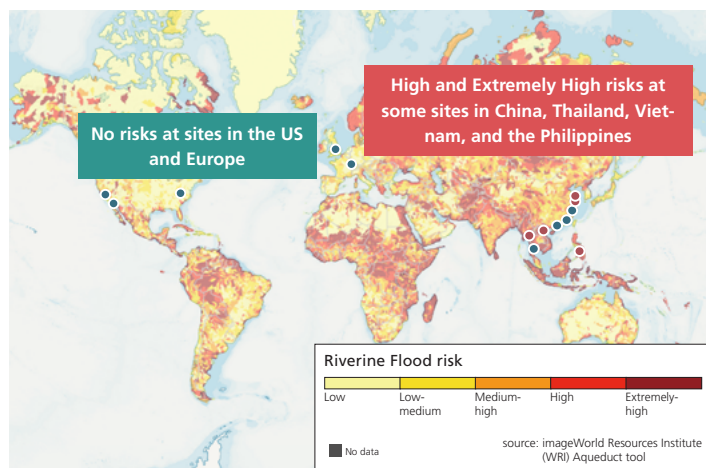 High and Extremely High risks at
some sites in China, Thailand, Viet-
nam, and the Philippines
No risks at sites in the US
and Europe
Riverine Flood risk
Low
Low-
medium
Medium-
high
High
Extremely-
high
No data
source: imageWorld Resources Institute
(WRI) Aqueduct tool